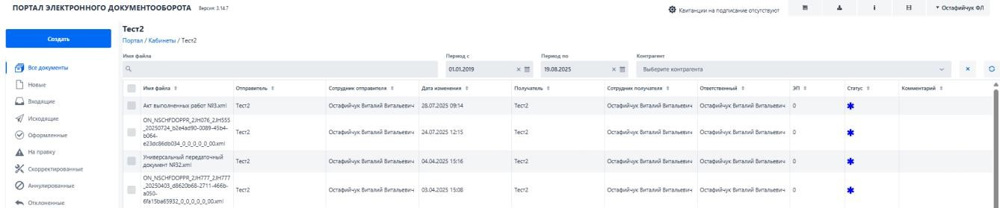 ПОРТАЛ ЭЛЕКТРОННОГО ДОКУМЕНТООБОРОТА Версия: 3.14.7
Квитанции на подписание отсутствуют
Остафийчук ФЛ
Создать
Все документы
Новые
Входящие
Исходящие
Оформленные
На правку
Скорректированные
Аннулированные
Отклоненные
Тест2
Портал / Кабинеты / Тест2
Имя файла Период с Период по Контрагент
01.01.2019 19.08.2025 Выберите контрагента
Имя файла Отправитель Сотрудник отправителя Дата изменения Получатель Сотрудник получателя Ответственный ЭП Статус Комментарий
Акт выполненных работ №13.xml Тест2 Остафийчук Виталий Витальевич 28.07.2025 09:14 Тест2 Остафийчук Виталий Витальевич Остафийчук Виталий Витальевич 0
ON_NSCHFDOPPR_2JH076_2JH555
_20250724_b2e4ad90-0089-45b4-
b064-
e23dc86db034_0_0_0_0_0_00.xml
Тест2 Остафийчук Виталий Витальевич 24.07.2025 12:15 Тест2 Остафийчук Виталий Витальевич Остафийчук Виталий Витальевич 0
Универсальный передаточный
документ №32.xml
Тест2 Остафийчук Виталий Витальевич 04.04.2025 15:16 Тест2 Остафийчук Виталий Витальевич Остафийчук Виталий Витальевич 0
ON_NSCHFDOPPR_2JH777_2JH777
_20250403_d8620b68-2711-466b-
a050-
6fa15ba65932_0_0_0_0_0_00.xml
Тест2 Остафийчук Виталий Витальевич 03.04.2025 15:08 Тест2 Остафийчук Виталий Витальевич Остафийчук Виталий Витальевич 0